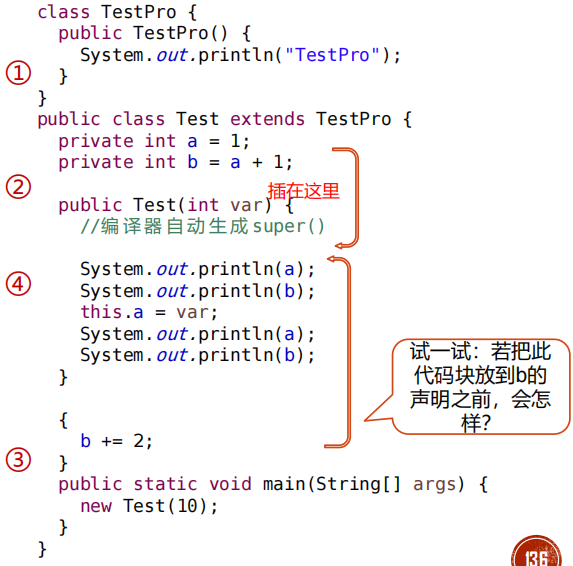 class TestPro {
public TestPro() {
System.out.println("TestPro");
①
}
}
public class Test extends TestPro {
private int a = 1;
private int b = a + 1;
②
插在这里
public Test(int var) {
//编译器自动生成super()
④
System.out.println(a);
System.out.println(b);
this.a = var;
System.out.println(a);
System.out.println(b);
}
试一试：若把此
代码块放到b的
声明之前，会怎
样？
{
b += 2;
③
}
public static void main(String[] args) {
new Test(10);
}
}
136